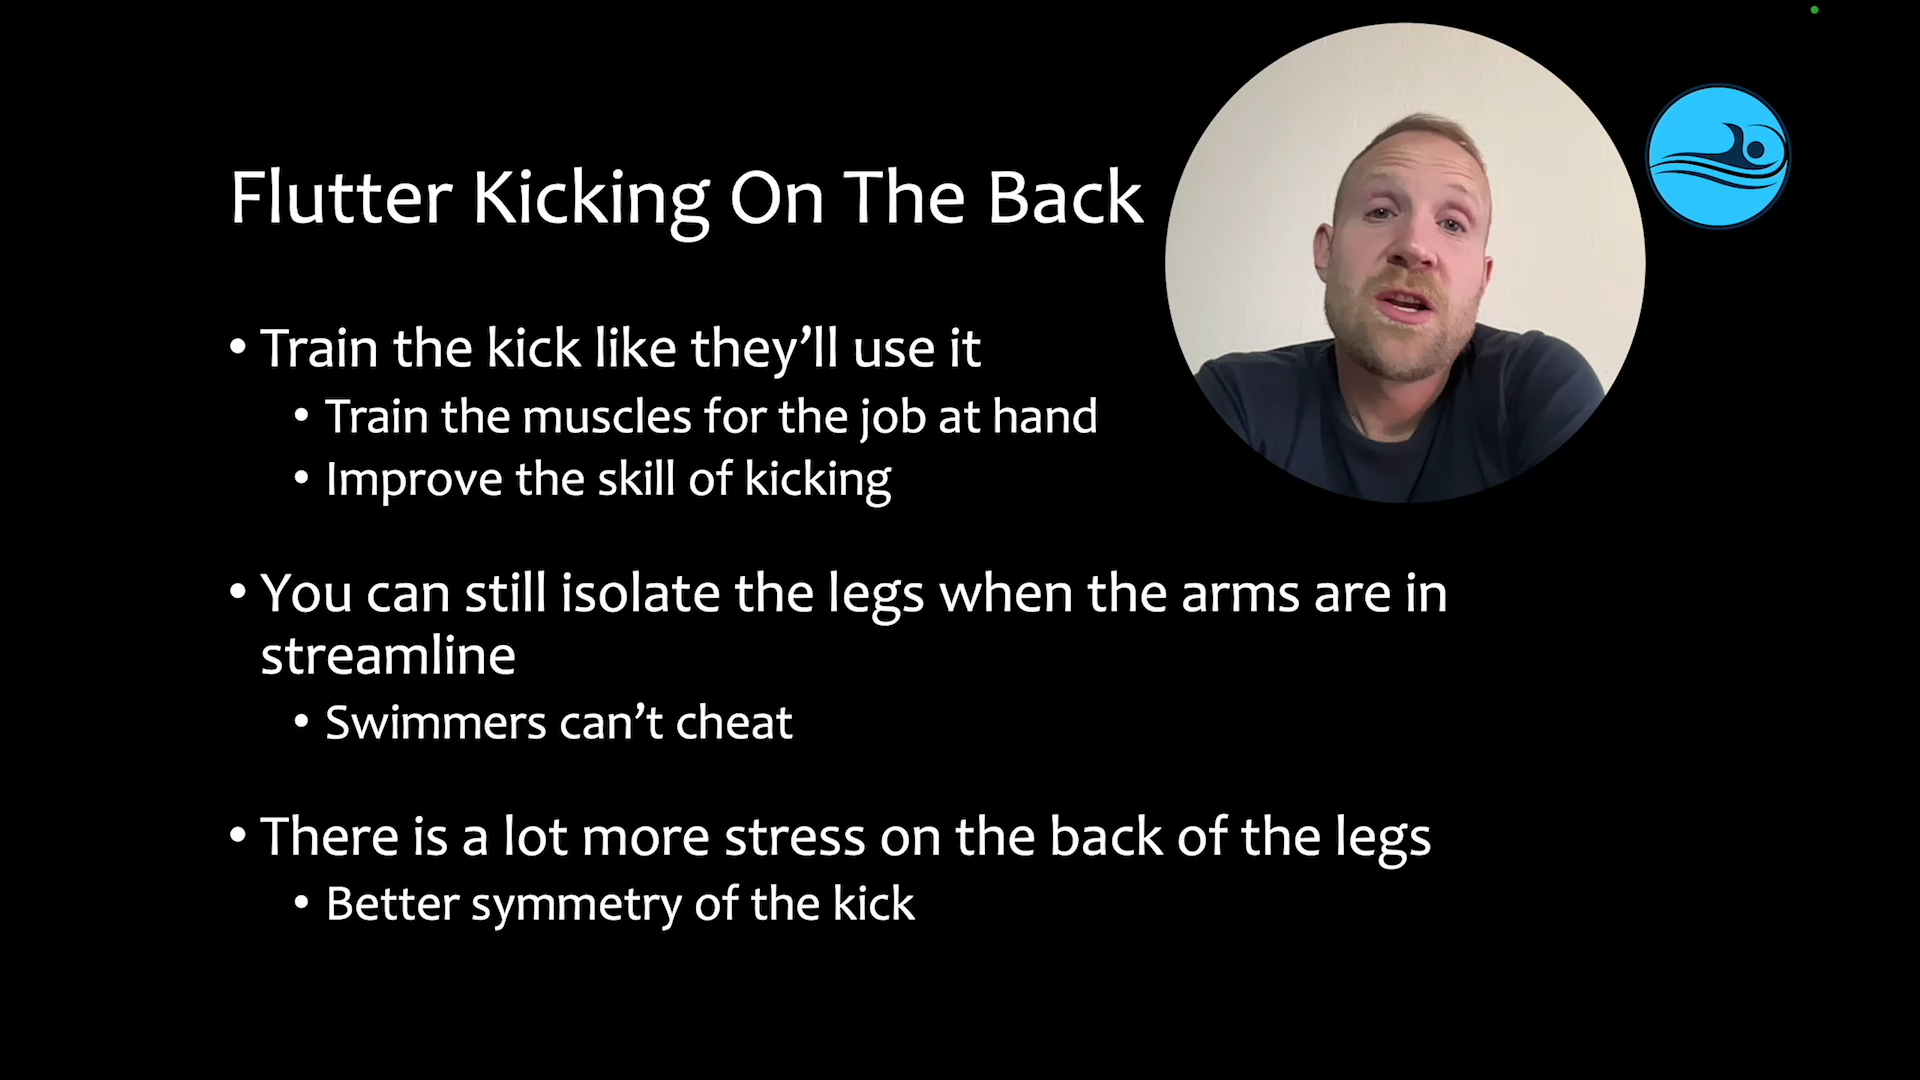 Flutter Kicking On The Back
• Train the kick like they’ll use it
• Train the muscles for the job at hand
• Improve the skill of kicking
• You can still isolate the legs when the arms are in
streamline
• Swimmers can’t cheat
• There is a lot more stress on the back of the legs
• Better symmetry of the kick